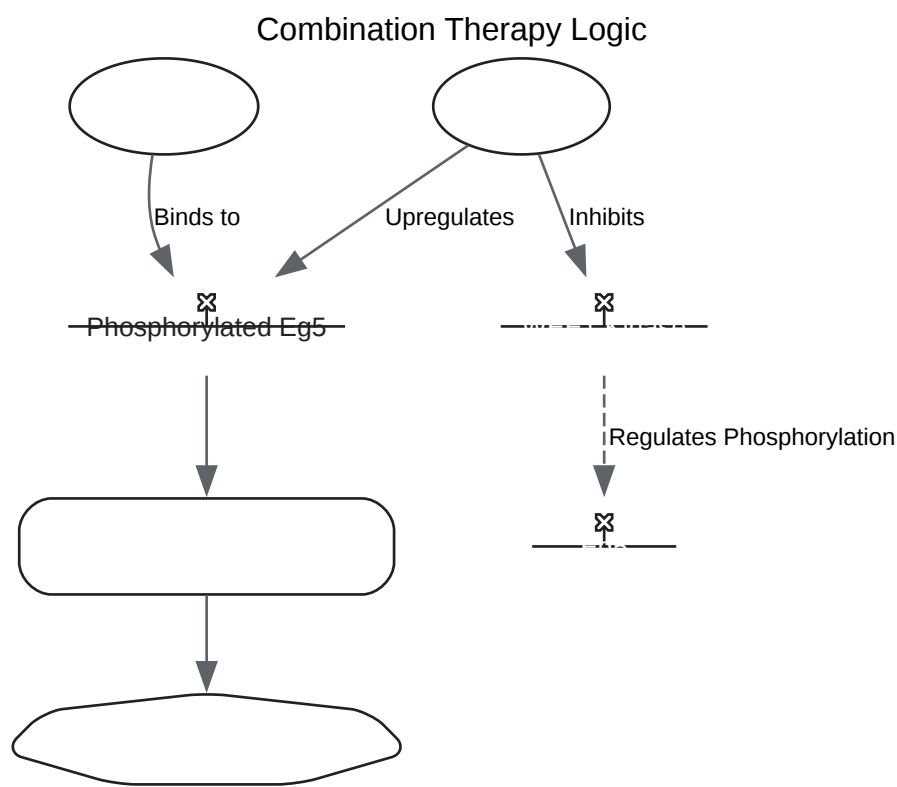 Combination Therapy Logic
Binds to
Upregulates
Inhibits
Phosphorylated Eg5
Regulates Phosphorylation